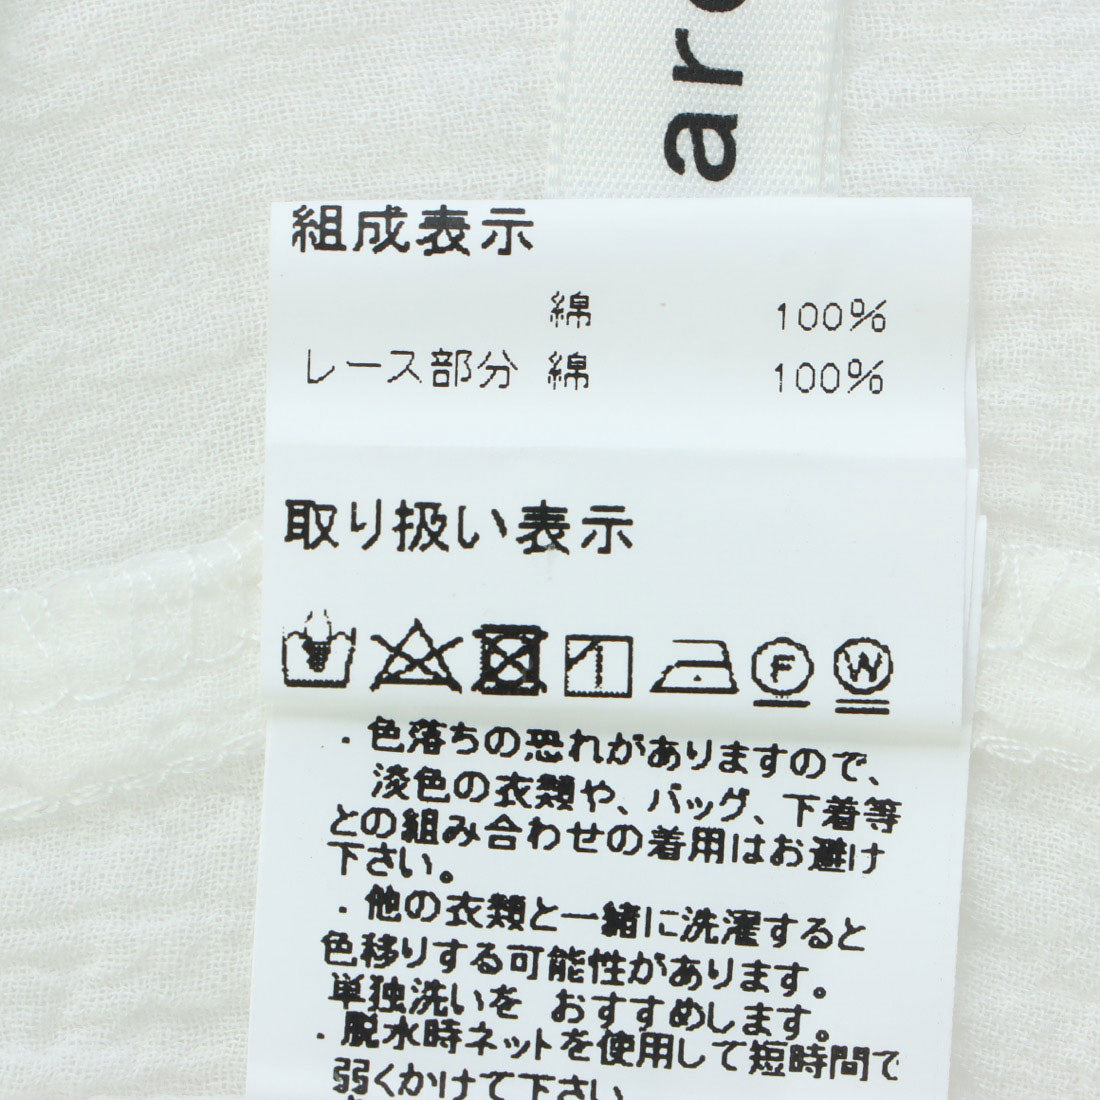 ar
組成表示
綿 100%
レース部分 綿 100%
取り扱い表示
F W
・色落ちの恐れがありますので、
淡色の衣類や、バッグ、下着等
との組み合わせの着用はお避け
下さい。
・他の衣類と一緒に洗濯すると
色移りする可能性があります。
単独洗いを おすすめします。
・脱水時ネットを使用して短時間で
弱くかけて下さい